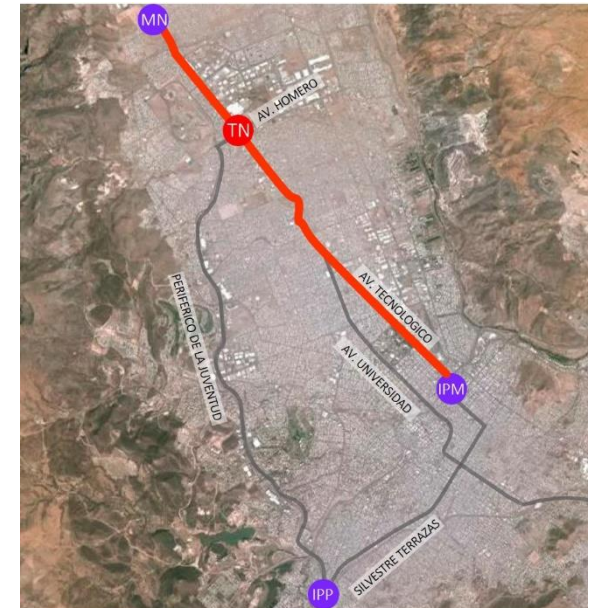 MN
AV. HOMERO
TN
PERIFERICO DE LA JUVENTUD
AV. TECNOLOGICO
AV. UNIVERSIDAD
IPM
SILVESTRE TERRAZAS
IPP